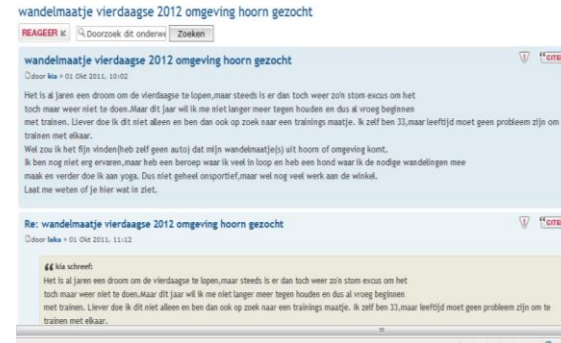 wandelmaatje vierdaagse 2012 omgeving hoorn gezocht
REAGEER
Doorzoek dit onderwe
Zoeken
wandelmaatje vierdaagse 2012 omgeving hoorn gezocht
door kia » 01 Okt 2011, 10:02
CITE
Het is al jaren een droom om de vierdaagse te lopen,maar steeds is er dan toch weer zo'n stom excus om het
toch maar weer niet te doen.Maar dit jaar wil ik me niet langer meer tegen houden en dus al vroeg beginnen
met trainen. Liever doe ik dit niet alleen en ben dan ook op zoek naar een trainings maatje. Ik zelf ben 33,maar leeftijd moet geen probleem zijn om
trainen met elkaar.
Wel zou ik het fijn vinden(heb zelf geen auto) dat mijn wandelmaatje(s) uit hoorn of omgeving komt.
Ik ben nog niet erg ervaren,maar heb een beroep waar ik veel in loop en heb een hond waar ik de nodige wandelingen mee
maak en verder doe ik aan yoga. Dus niet geheel onsportief,maar wel nog veel werk aan de winkel.
Laat me weten of je hier wat in ziet.
Re: wandelmaatje vierdaagse 2012 omgeving hoorn gezocht
door luka » 01 Okt 2011, 11:12
CITE
kia schreef:
Het is al jaren een droom om de vierdaagse te lopen,maar steeds is er dan toch weer zo'n stom excus om het
toch maar weer niet te doen.Maar dit jaar wil ik me niet langer meer tegen houden en dus al vroeg beginnen
met trainen. Liever doe ik dit niet alleen en ben dan ook op zoek naar een trainings maatje. Ik zelf ben 33,maar leeftijd moet geen probleem zijn om te
trainen met elkaar.